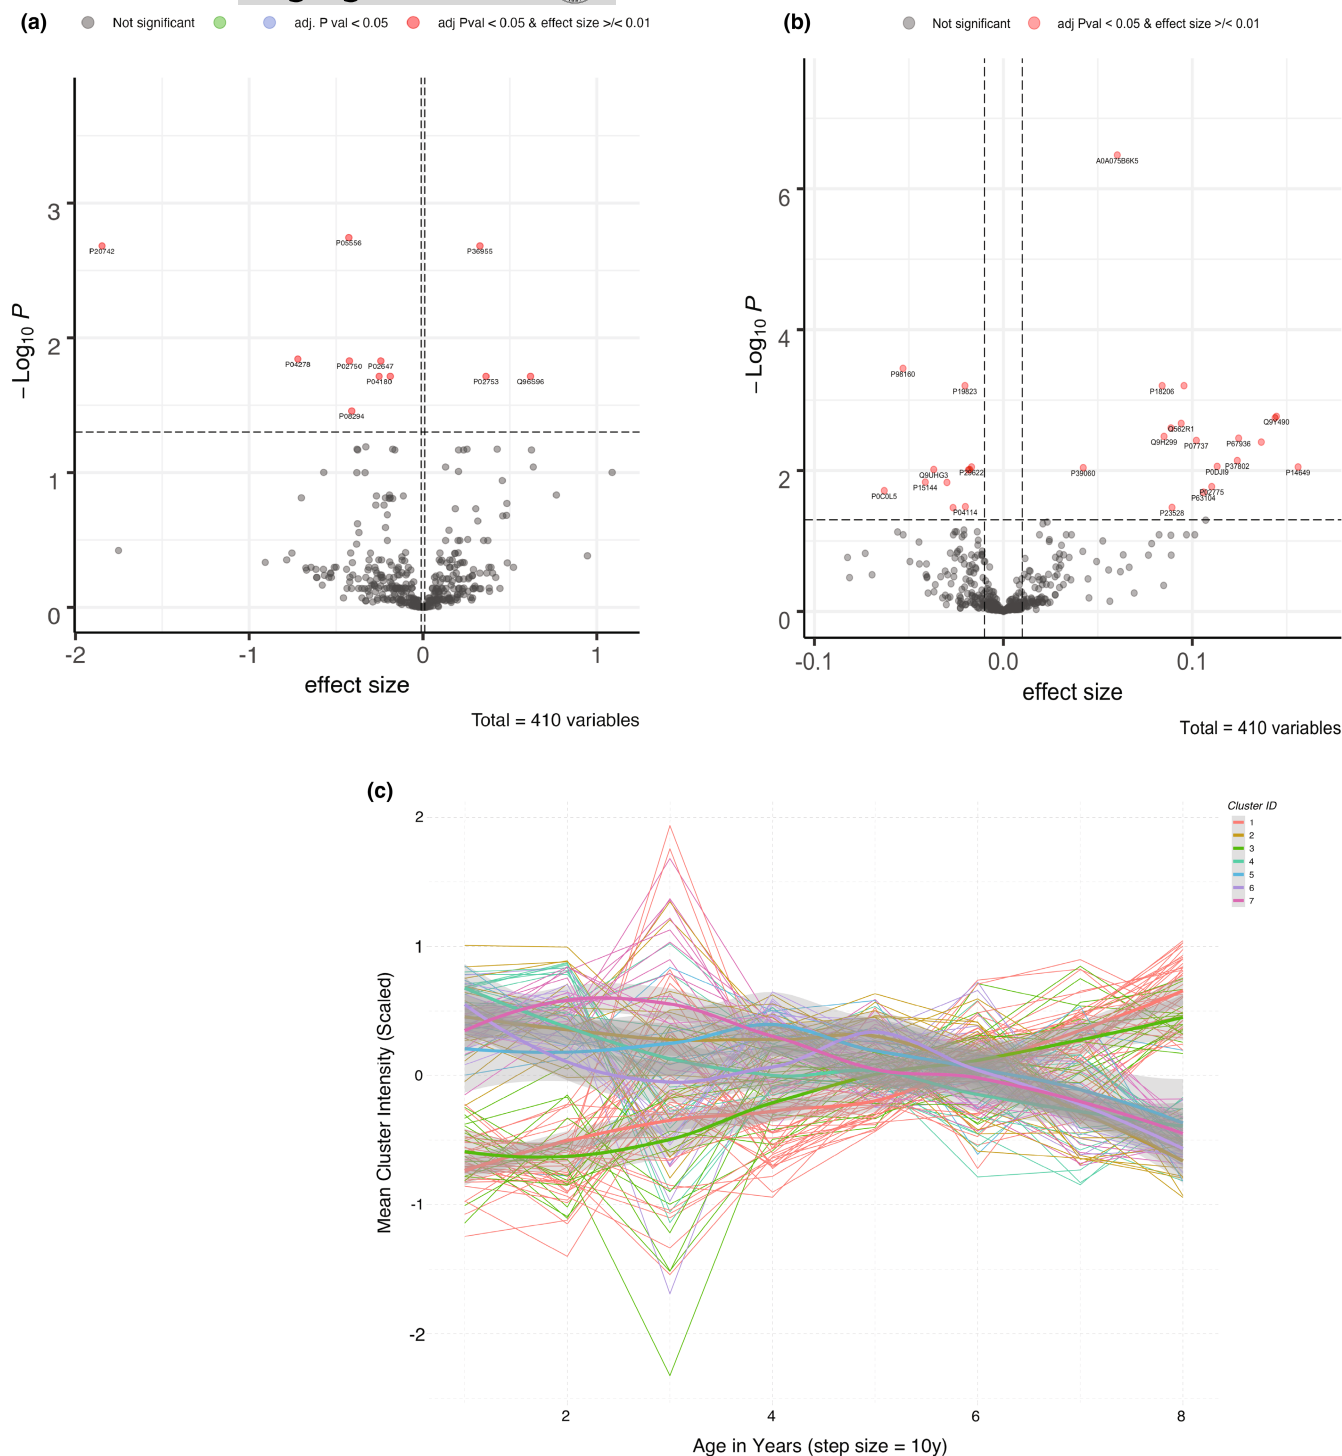 (a)
Not significant
adj. P val < 0.05
adj Pval < 0.05 & effect size >/< 0.01
3
2
1
0
−Log10 P
P20742
P05556
P36955
P04278
P02750
P02647
P04180
P02753
Q96S96
P08294
-2
-1
0
1
effect size
Total = 410 variables
(b)
Not significant
adj Pval < 0.05 & effect size >/< 0.01
6
4
2
0
−Log10 P
A0A075B6K5
P98160
P19823
P18206
Q9Y490
Q562R1
Q9H299
P07737
P67936
Q9UHG3
P39060
P0DJI9
P37802
P14649
P15144
P0C0L5
P02775
P63104
P04114
P23528
-0.1
0.0
0.1
effect size
Total = 410 variables
(c)
Cluster ID
1
2
3
4
5
6
7
2
1
0
-1
-2
Mean Cluster Intensity (Scaled)
2
4
6
8
Age in Years (step size = 10y)